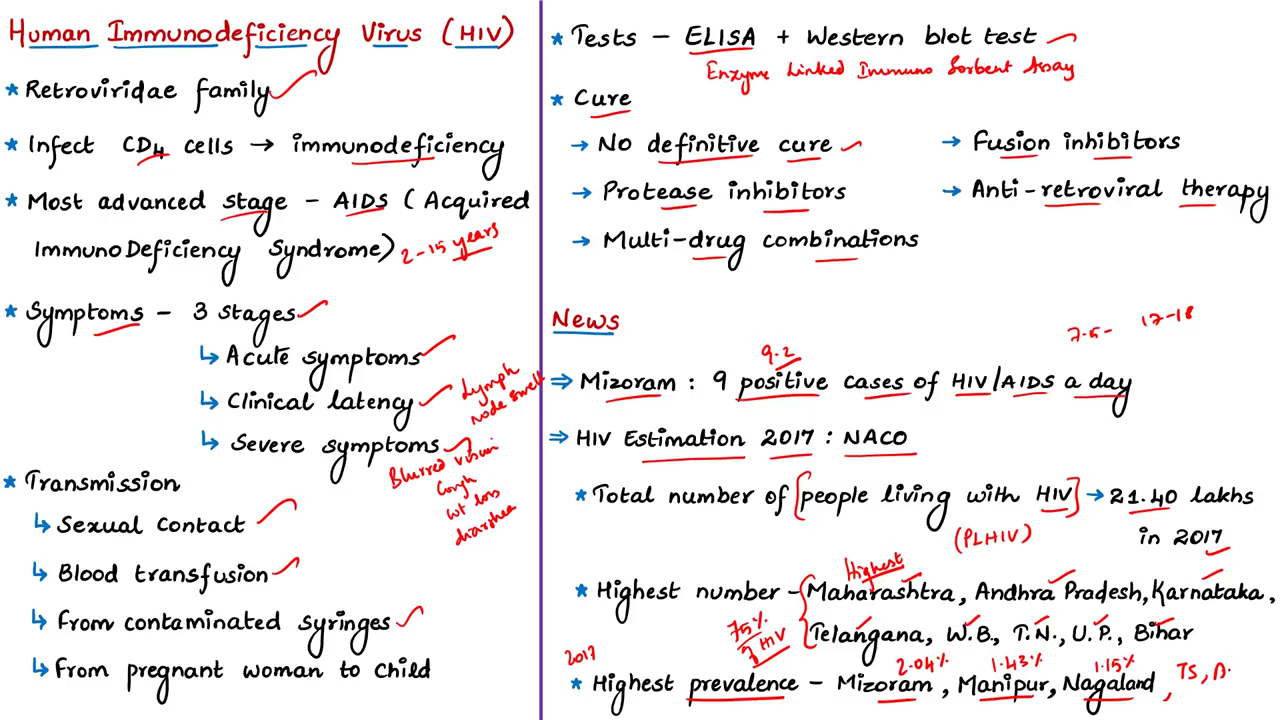 Human Immunodeficiency Virus (HIV)
* Retroviridae family
* Infect CD4 cells → immunodeficiency
* Most advanced stage - AIDS (Acquired
ImmunoDeficiency Syndrome) 2-15 years
* Symptoms - 3 stages
↳ Acute symptoms
↳ Clinical latency
Lymph
node swell
↳ Severe symptoms
Blurred vision
Cough
wt loss
diarrhea
* Transmission
↳ Sexual contact
↳ Blood transfusion
↳ From contaminated syringes
↳ From pregnant woman to child
* Tests - ELISA + Western blot test
Enzyme Linked Immuno Sorbent Assay
* Cure
→ No definitive cure
→ Fusion inhibitors
→ Protease inhibitors
→ Anti-retroviral therapy
→ Multi-drug combinations
News
7.5- 17-18
9.2
⇒ Mizoram : 9 positive cases of HIV/AIDS a day
⇒ HIV Estimation 2017 : NACO
* Total number of [people living with HIV] → 21.40 lakhs
(PLHIV) in 2017
Highest
* Highest number - Maharashtra, Andhra Pradesh, Karnataka,
Telangana, W.B., T.N., U.P., Bihar
75%
HIV
2017
2.04% 1.43% 1.15%
* Highest prevalence - Mizoram, Manipur, Nagaland, TS, A.